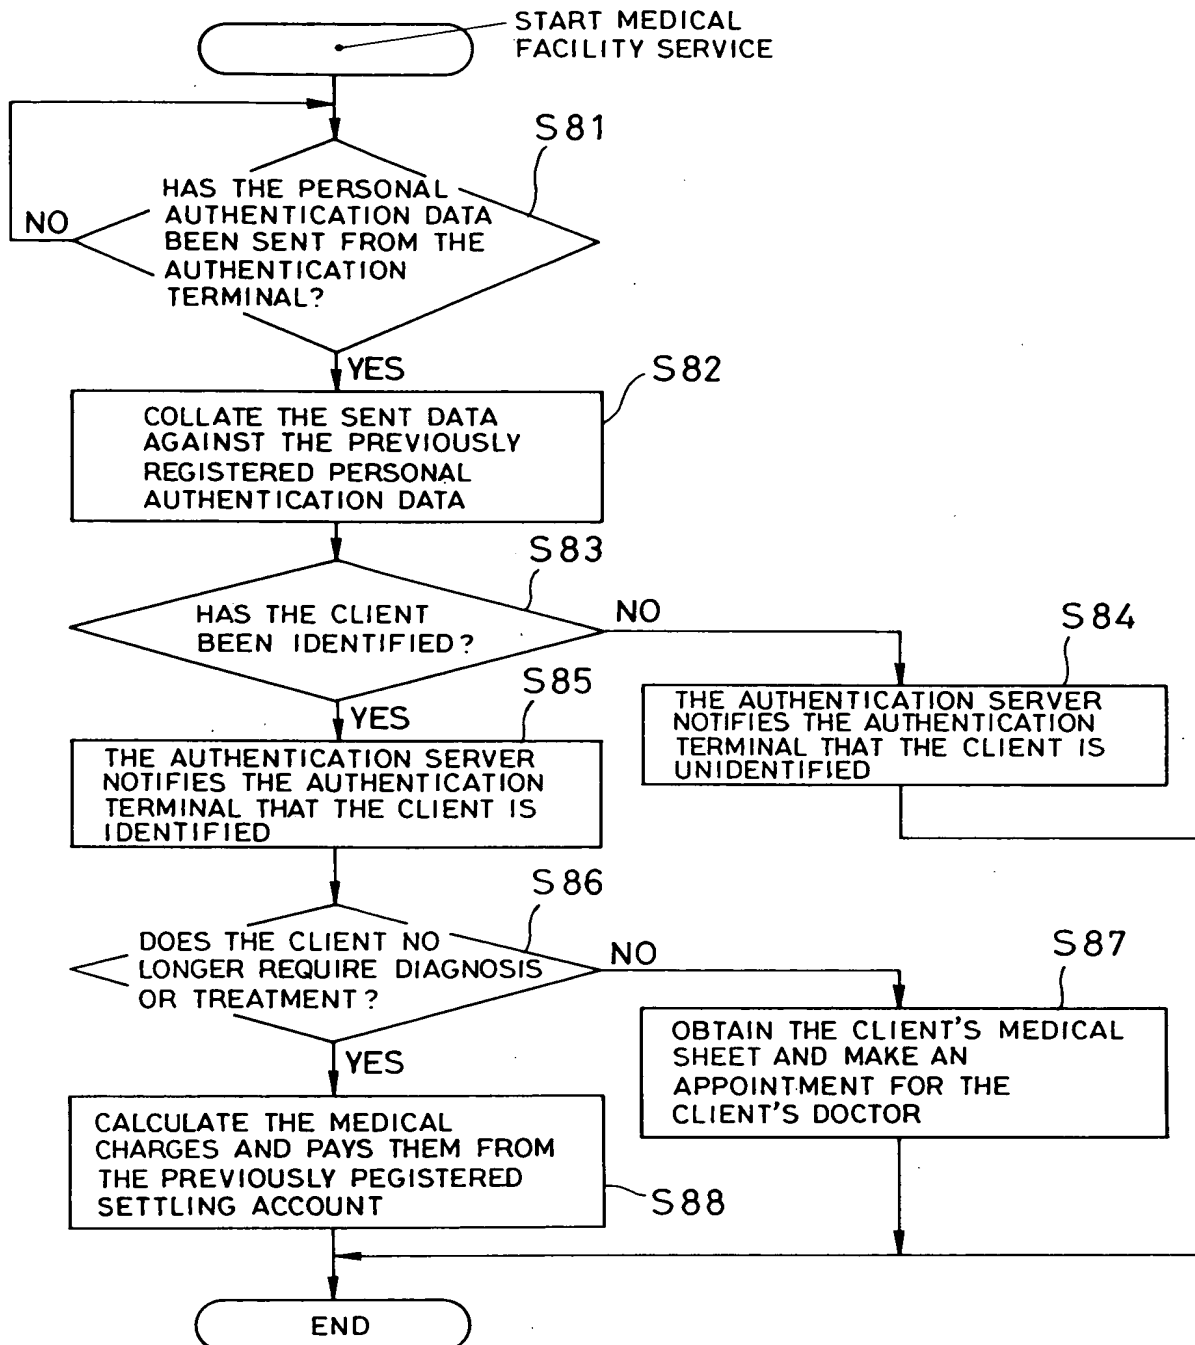 START MEDICAL
FACILITY SERVICE
S81
HAS THE PERSONAL
AUTHENTICATION DATA
BEEN SENT FROM THE
AUTHENTICATION
TERMINAL?
NO
YES
S82
COLLATE THE SENT DATA
AGAINST THE PREVIOUSLY
REGISTERED PERSONAL
AUTHENTICATION DATA
S83
HAS THE CLIENT
BEEN IDENTIFIED?
NO
S84
THE AUTHENTICATION SERVER
NOTIFIES THE AUTHENTICATION
TERMINAL THAT THE CLIENT IS
UNIDENTIFIED
YES
S85
THE AUTHENTICATION SERVER
NOTIFIES THE AUTHENTICATION
TERMINAL THAT THE CLIENT IS
IDENTIFIED
S86
DOES THE CLIENT NO
LONGER REQUIRE DIAGNOSIS
OR TREATMENT?
NO
S87
OBTAIN THE CLIENT'S MEDICAL
SHEET AND MAKE AN
APPOINTMENT FOR THE
CLIENT'S DOCTOR
YES
CALCULATE THE MEDICAL
CHARGES AND PAYS THEM FROM
THE PREVIOUSLY PEGISTERED
SETTLING ACCOUNT
S88
END